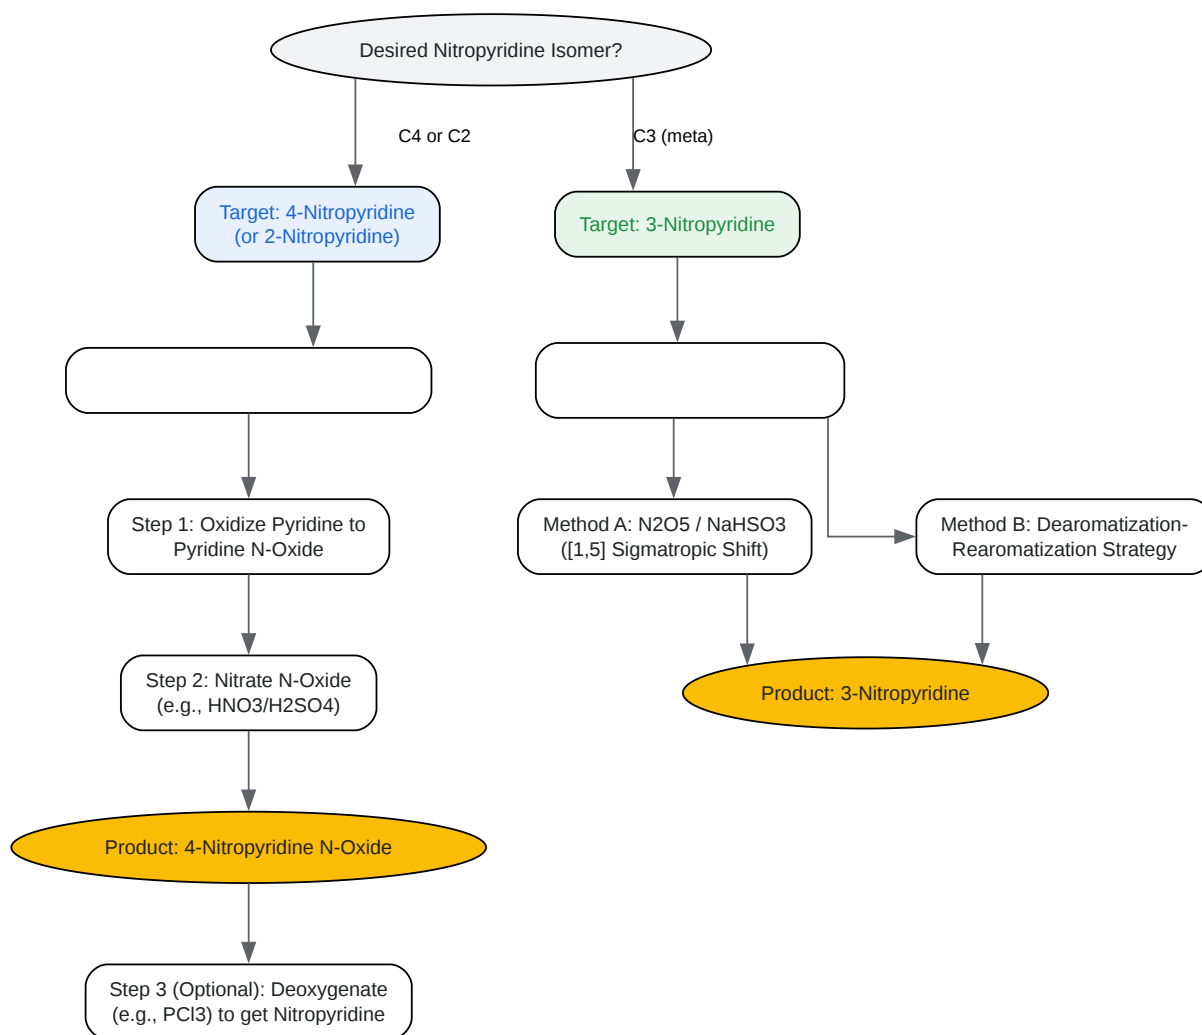 Desired Nitropyridine Isomer?
C4 or C2
C3 (meta)
Target: 4-Nitropyridine
(or 2-Nitropyridine)
Target: 3-Nitropyridine
Step 1: Oxidize Pyridine to
Pyridine N-Oxide
Method A: N2O5 / NaHSO3
([1,5] Sigmatropic Shift)
Method B: Dearomatization-
Rearomatization Strategy
Step 2: Nitrate N-Oxide
(e.g., HNO3/H2SO4)
Product: 3-Nitropyridine
Product: 4-Nitropyridine N-Oxide
Step 3 (Optional): Deoxygenate
(e.g., PCl3) to get Nitropyridine